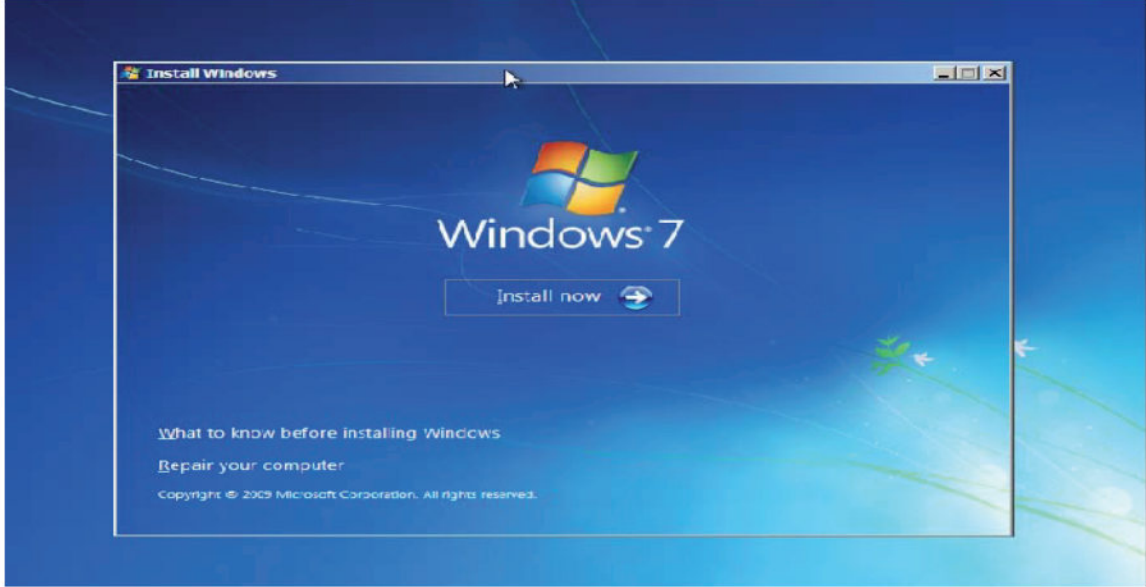 Install Windows
Windows® 7
Install now
What to know before installing Windows
Repair your computer
Copyright © 2009 Microsoft Corporation. All rights reserved.